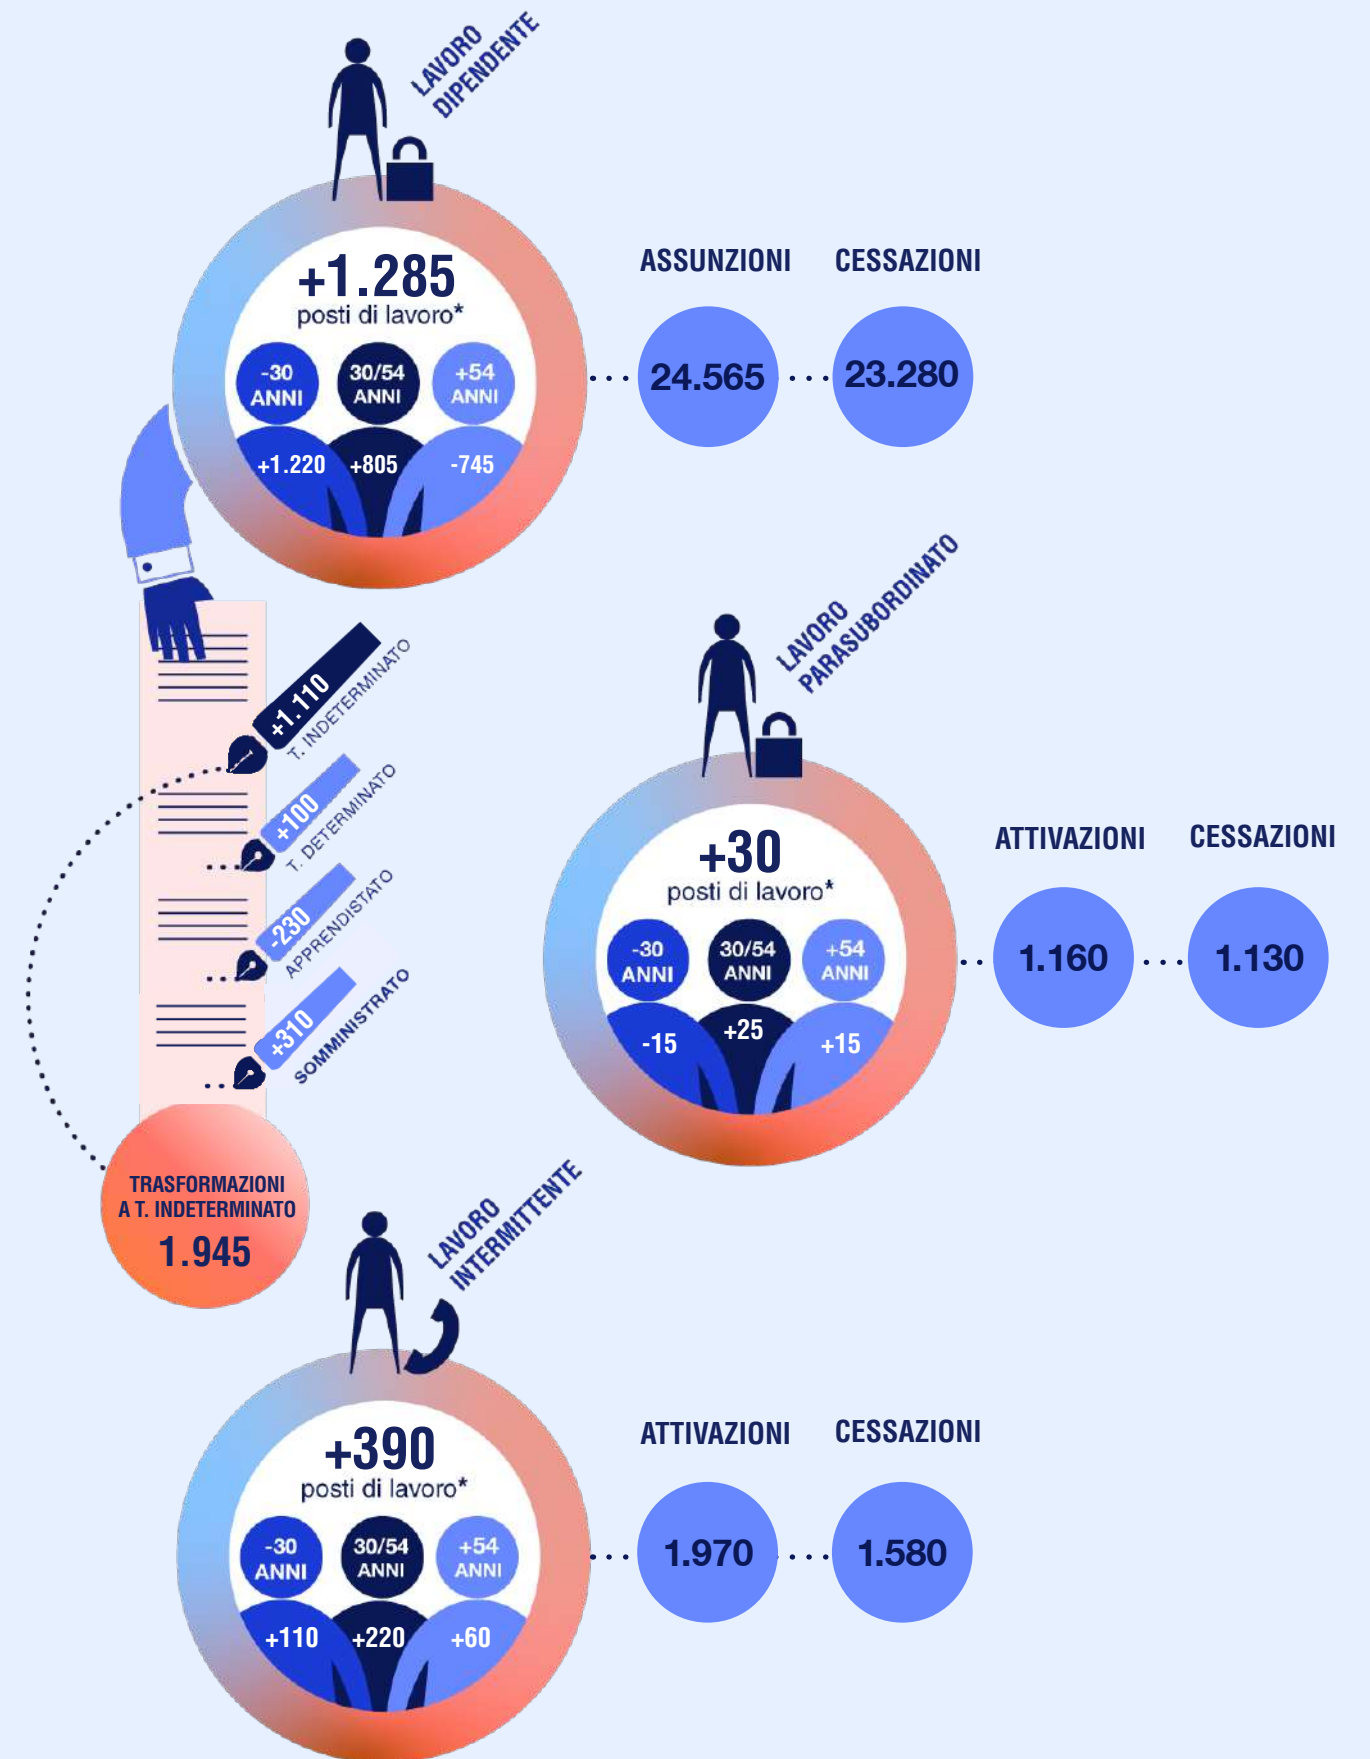 LAVORO
DIPENDENTE
+1.285
posti di lavoro*
-30
ANNI
30/54
ANNI
+54
ANNI
+1.220
+805
-745
ASSUNZIONI
CESSAZIONI
24.565
23.280
+1.110
T. INDETERMINATO
+100
T. DETERMINATO
-230
APPRENDISTATO
+310
SOMMINISTRATO
TRASFORMAZIONI
A T. INDETERMINATO
1.945
LAVORO
PARASUBORDINATO
+30
posti di lavoro*
-30
ANNI
30/54
ANNI
+54
ANNI
-15
+25
+15
ATTIVAZIONI
CESSAZIONI
1.160
1.130
LAVORO
INTERMITTENTE
+390
posti di lavoro*
-30
ANNI
30/54
ANNI
+54
ANNI
+110
+220
+60
ATTIVAZIONI
CESSAZIONI
1.970
1.580